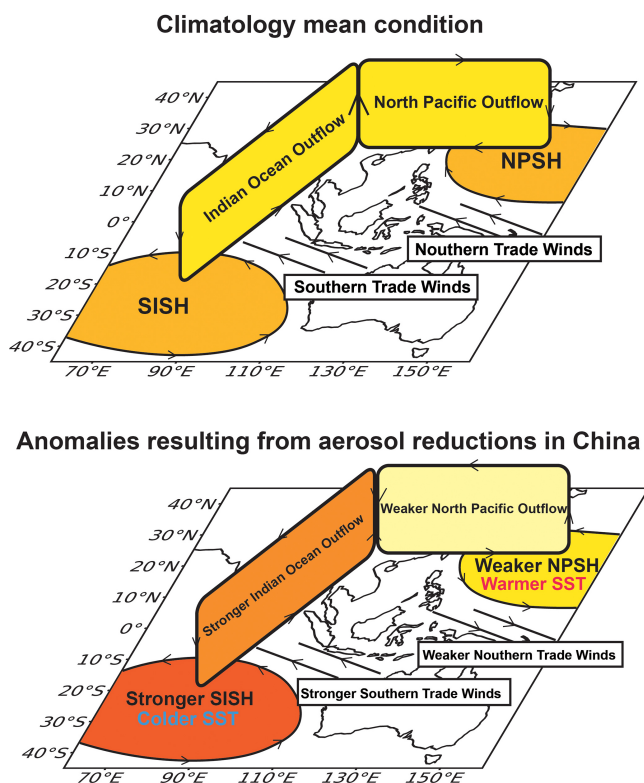 Climatology mean condition
40°N
30°N
20°N
10°N
0°N
10°S
20°S
30°S
40°S
70°E
90°E
110°E
130°E
150°E
North Pacific Outflow
Indian Ocean Outflow
NPSH
Nouthern Trade Winds
Southern Trade Winds
SISH
Anomalies resulting from aerosol reductions in China
40°N
30°N
20°N
10°N
0°N
10°S
20°S
30°S
40°S
70°E
90°E
110°E
130°E
150°E
Weaker North Pacific Outflow
Stronger Indian Ocean Outflow
Weaker NPSH
Warmer SST
Weaker Nouthern Trade Winds
Stronger Southern Trade Winds
Stronger SISH
Colder SST